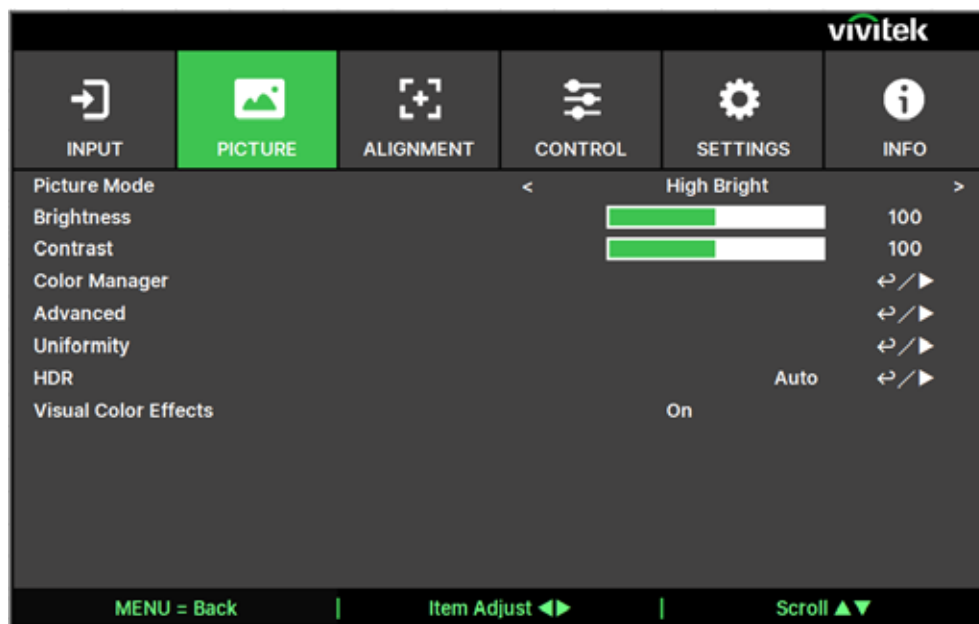 vivitek
INPUT PICTURE ALIGNMENT CONTROL SETTINGS INFO
Picture Mode < High Bright >
Brightness 100
Contrast 100
Color Manager ↩/▶
Advanced ↩/▶
Uniformity ↩/▶
HDR Auto ↩/▶
Visual Color Effects On
MENU = Back | Item Adjust ◀▶ | Scroll ▲▼